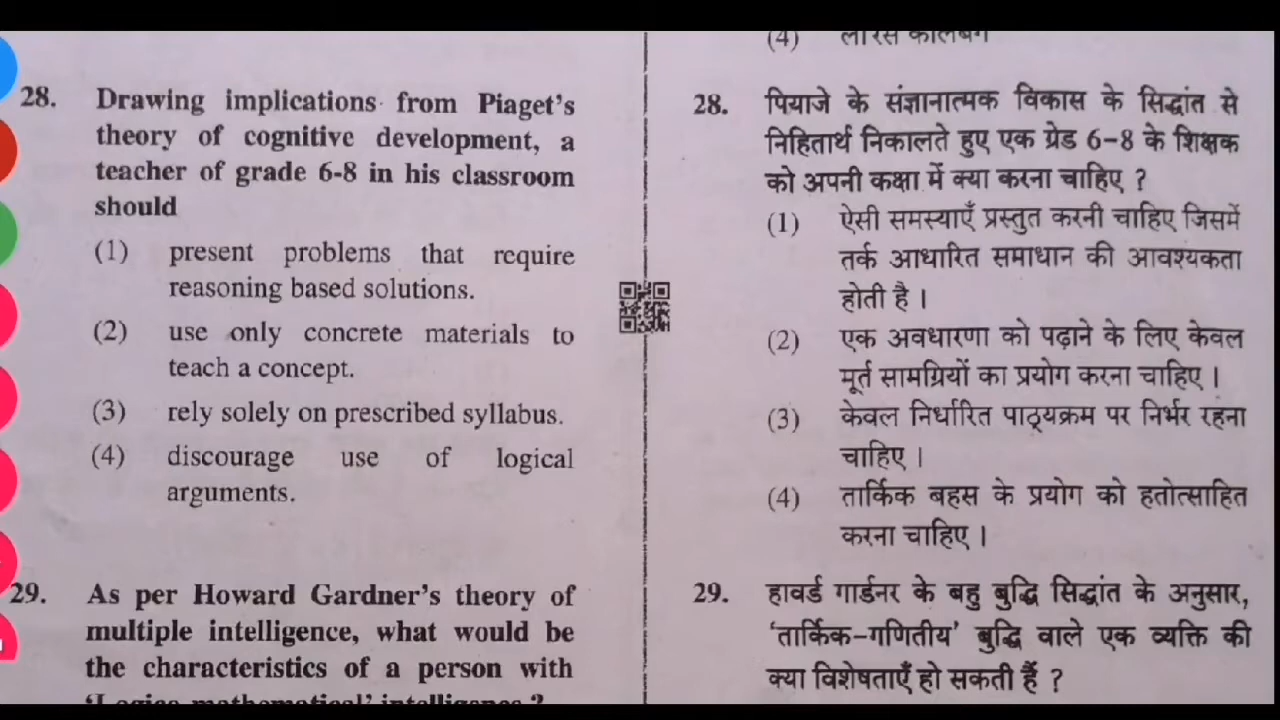 28. Drawing implications from Piaget's
theory of cognitive development, a
teacher of grade 6-8 in his classroom
should
(1) present problems that require
reasoning based solutions.
(2) use only concrete materials to
teach a concept.
(3) rely solely on prescribed syllabus.
(4) discourage use of logical
arguments.
29. As per Howard Gardner's theory of
multiple intelligence, what would be
the characteristics of a person with
(4)
28. पियाजे के संज्ञानात्मक विकास के सिद्धांत से
निहितार्थ निकालते हुए एक ग्रेड 6-8 के शिक्षक
को अपनी कक्षा में क्या करना चाहिए ?
(1) ऐसी समस्याएँ प्रस्तुत करनी चाहिए जिसमें
तर्क आधारित समाधान की आवश्यकता
होती है ।
(2) एक अवधारणा को पढ़ाने के लिए केवल
मूर्त सामग्रियों का प्रयोग करना चाहिए ।
(3) केवल निर्धारित पाठ्यक्रम पर निर्भर रहना
चाहिए ।
(4) तार्किक बहस के प्रयोग को हतोत्साहित
करना चाहिए ।
29. हावर्ड गार्डनर के बहु बुद्धि सिद्धांत के अनुसार,
'तार्किक-गणितीय' बुद्धि वाले एक व्यक्ति की
क्या विशेषताएँ हो सकती हैं ?